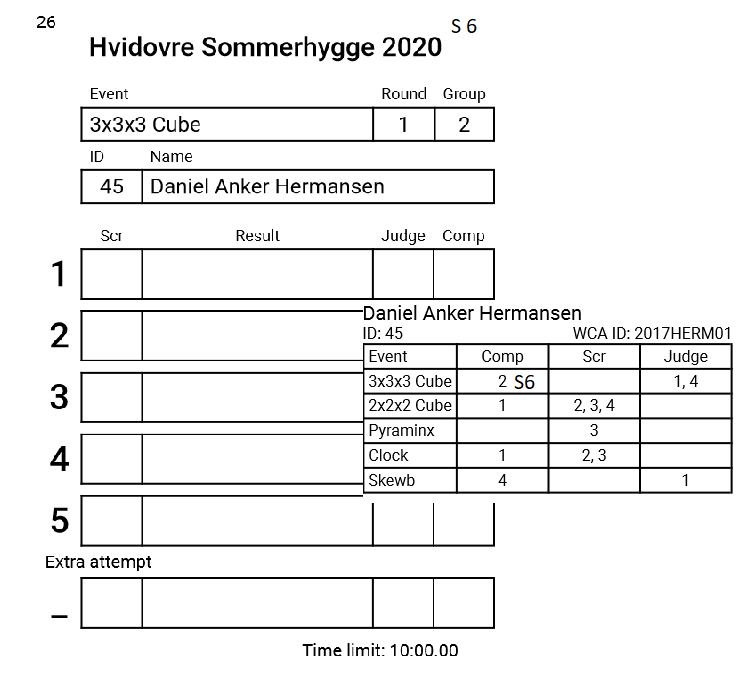 26
S 6
Hvidovre Sommerhygge 2020
Event Round Group
3x3x3 Cube 1 2
ID Name
45 Daniel Anker Hermansen
Scr Result Judge Comp
1
2
3
4
5
Extra attempt
_
Time limit: 10:00.00
Daniel Anker Hermansen
ID: 45 WCA ID: 2017HERM01
Event Comp Scr Judge
3x3x3 Cube 2 S6 1, 4
2x2x2 Cube 1 2, 3, 4
Pyraminx 3
Clock 1 2, 3
Skewb 4 1